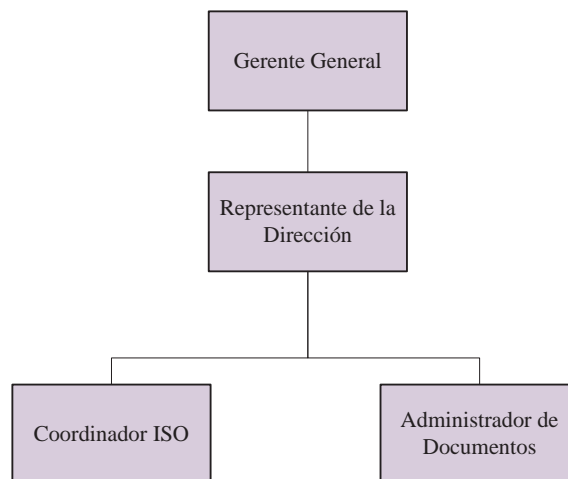 Gerente General
Representante de la
Dirección
Coordinador ISO
Administrador de
Documentos